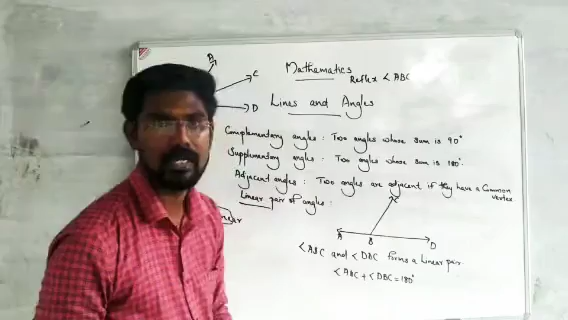 Mathematics
Reflex <ABC
B
C
D
Lines and Angles
Complementary angles : Two angles whose sum is 90°
Supplementary angles : Two angles whose sum is 180°.
Adjacent angles : Two angles are adjacent if they have a Common
vertex
Linear pair of angles :
A
B
D
<ABC and <DBC forms a Linear pair.
<ABC + <DBC = 180°